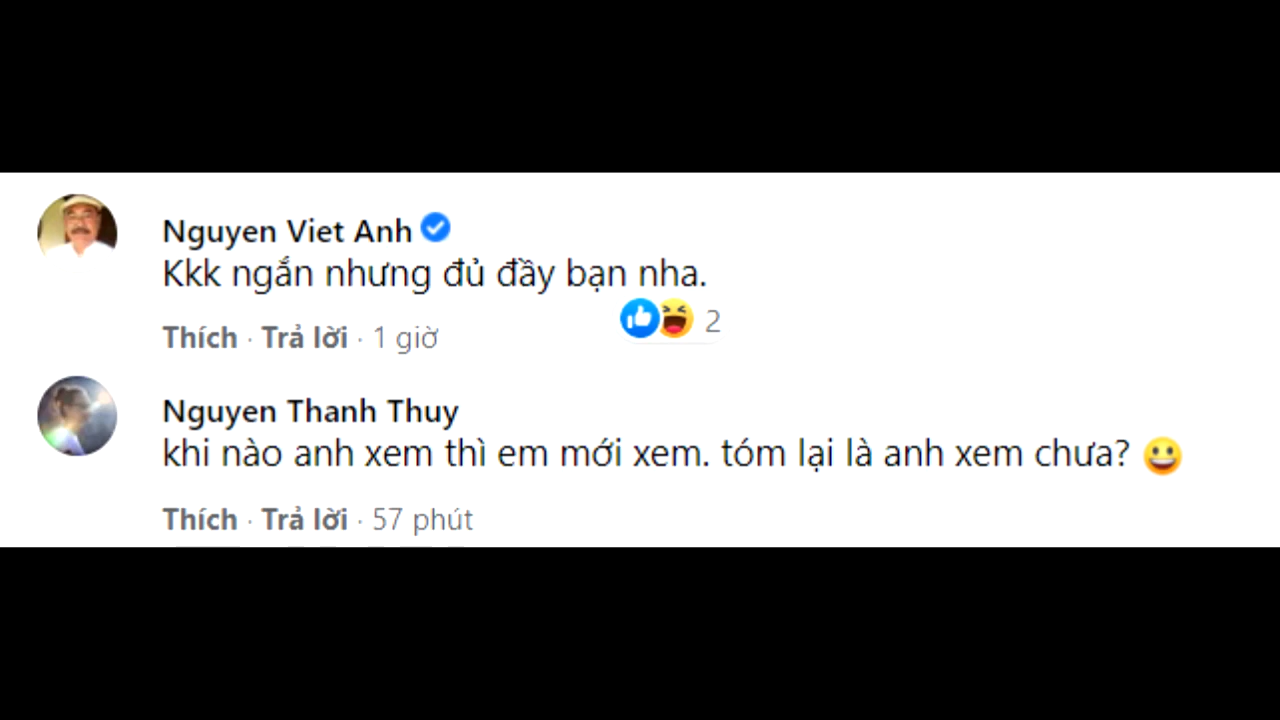 Nguyen Viet Anh
Kkk ngắn nhưng đủ đầy bạn nha.
2
Thích · Trả lời · 1 giờ
Nguyen Thanh Thuy
khi nào anh xem thì em mới xem. tóm lại là anh xem chưa? 😀
Thích · Trả lời · 57 phút